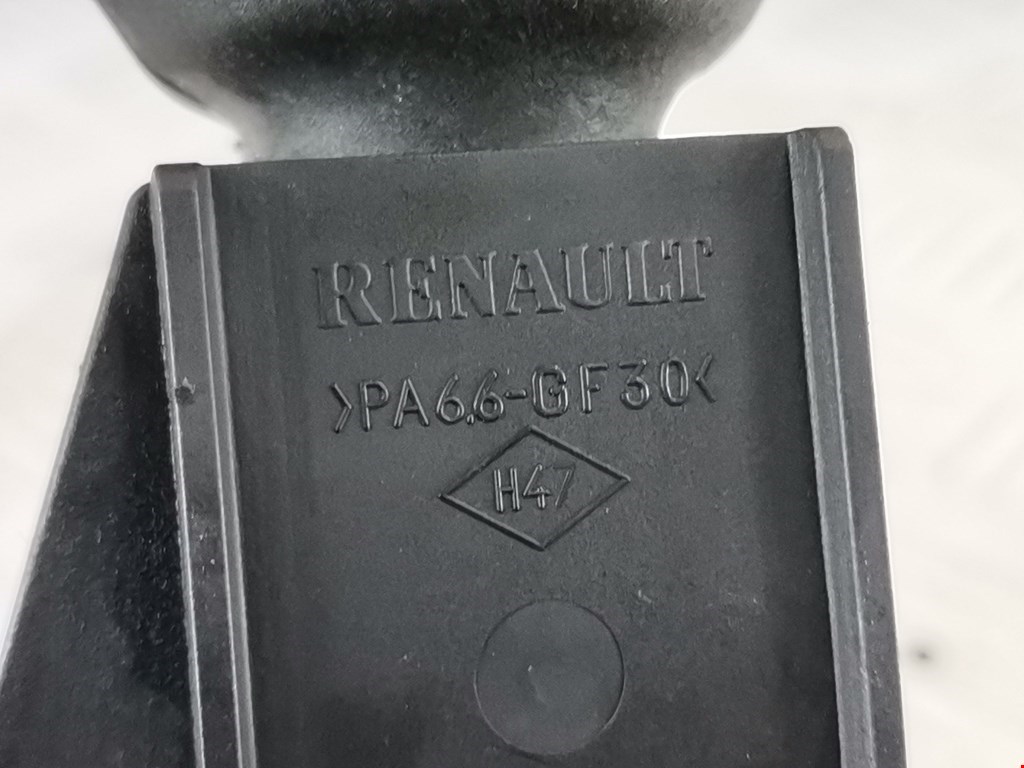 RENAULT
>PA6.6-GF30<
H47